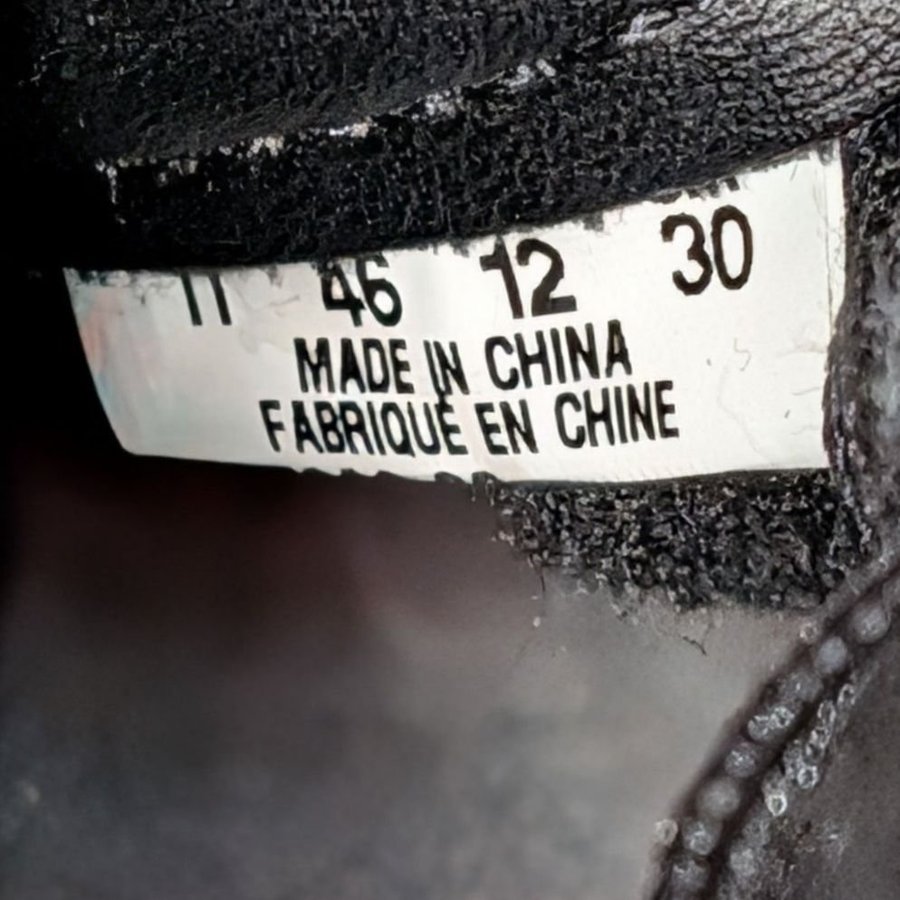 11 46 12 30
MADE IN CHINA
FABRIQUÉ EN CHINE